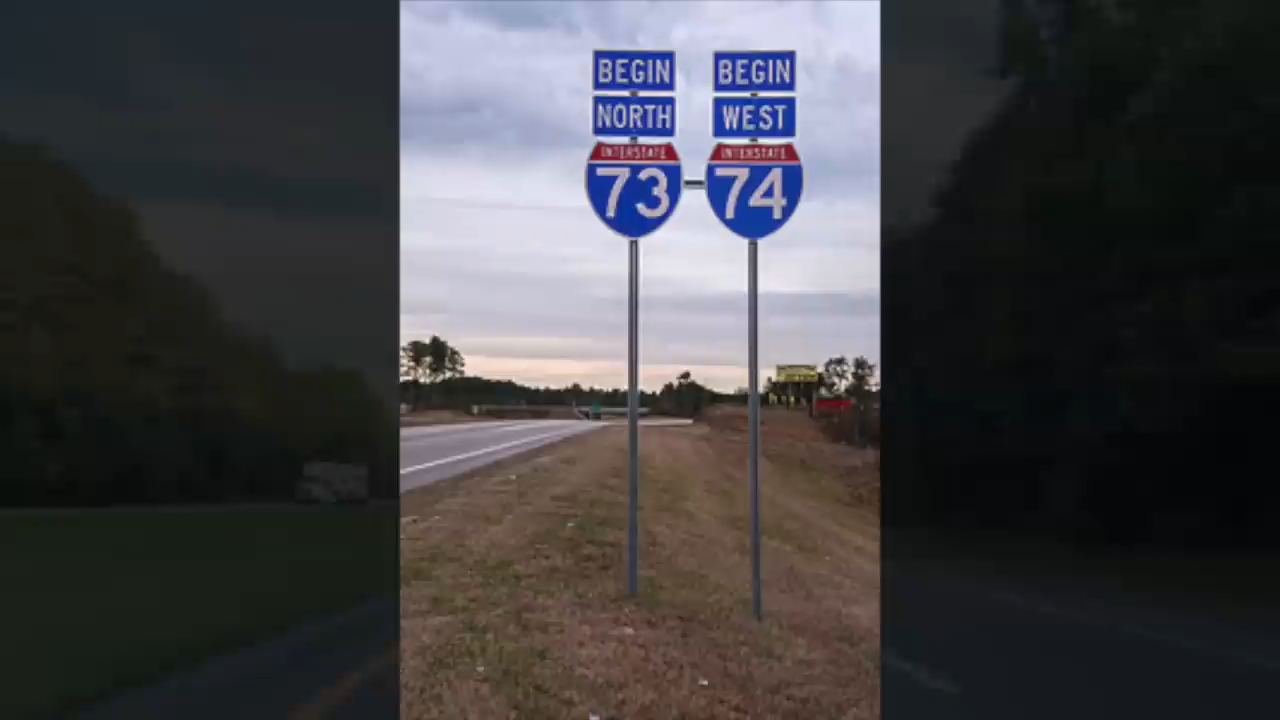 BEGIN
NORTH
INTERSTATE
73
BEGIN
WEST
INTERSTATE
74